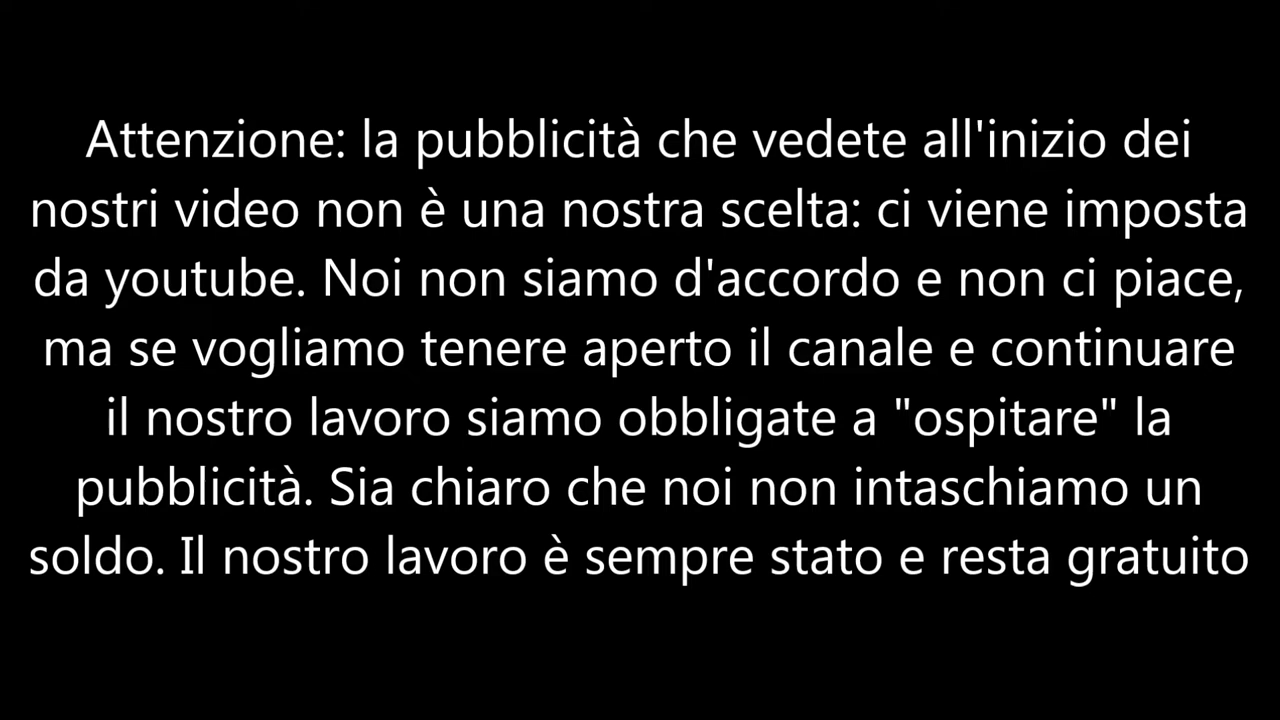 Attenzione: la pubblicità che vedete all'inizio dei
nostri video non è una nostra scelta: ci viene imposta
da youtube. Noi non siamo d'accordo e non ci piace,
ma se vogliamo tenere aperto il canale e continuare
il nostro lavoro siamo obbligate a "ospitare" la
pubblicità. Sia chiaro che noi non intaschiamo un
soldo. Il nostro lavoro è sempre stato e resta gratuito